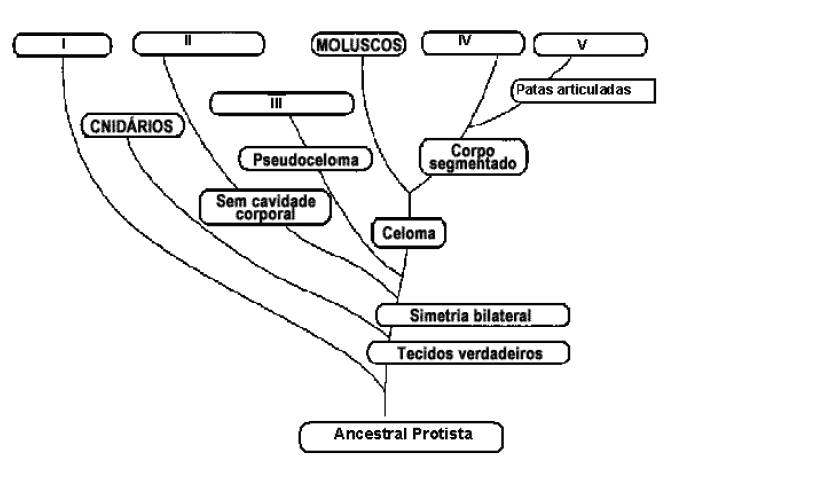 I
II
MOLUSCOS
IV
V
Patas articuladas
III
CNIDÁRIOS
Corpo
segmentado
Pseudoceloma
Sem cavidade
corporal
Celoma
Simetria bilateral
Tecidos verdadeiros
Ancestral Protista